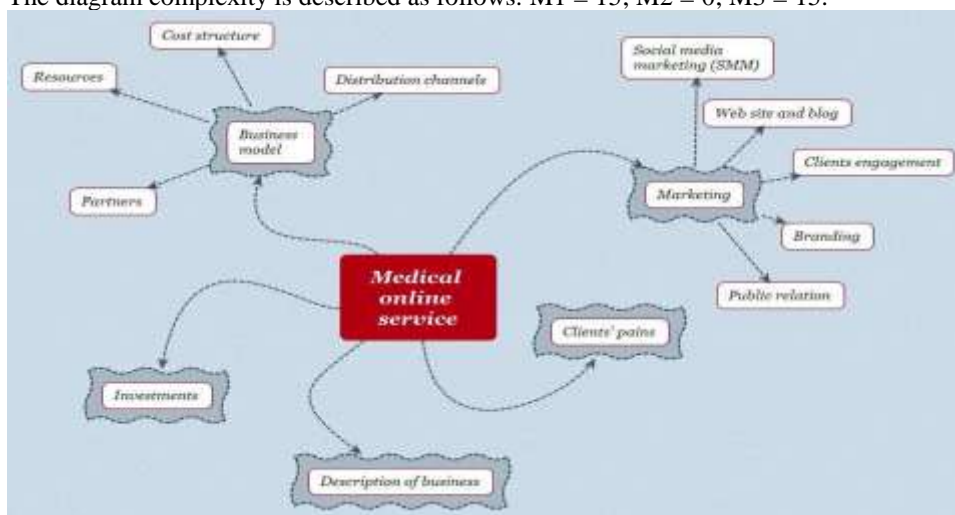 The diagram complexity is described as follows: M1 = 15; M2 = 0; M3 = 15.
Cost structure
Resources
Distribution channels
Business
model
Partners
Social media
marketing (SMM)
Web site and blog
Clients engagement
Marketing
Branding
Public relation
Medical
online
service
Clients' pains
Investments
Description of business